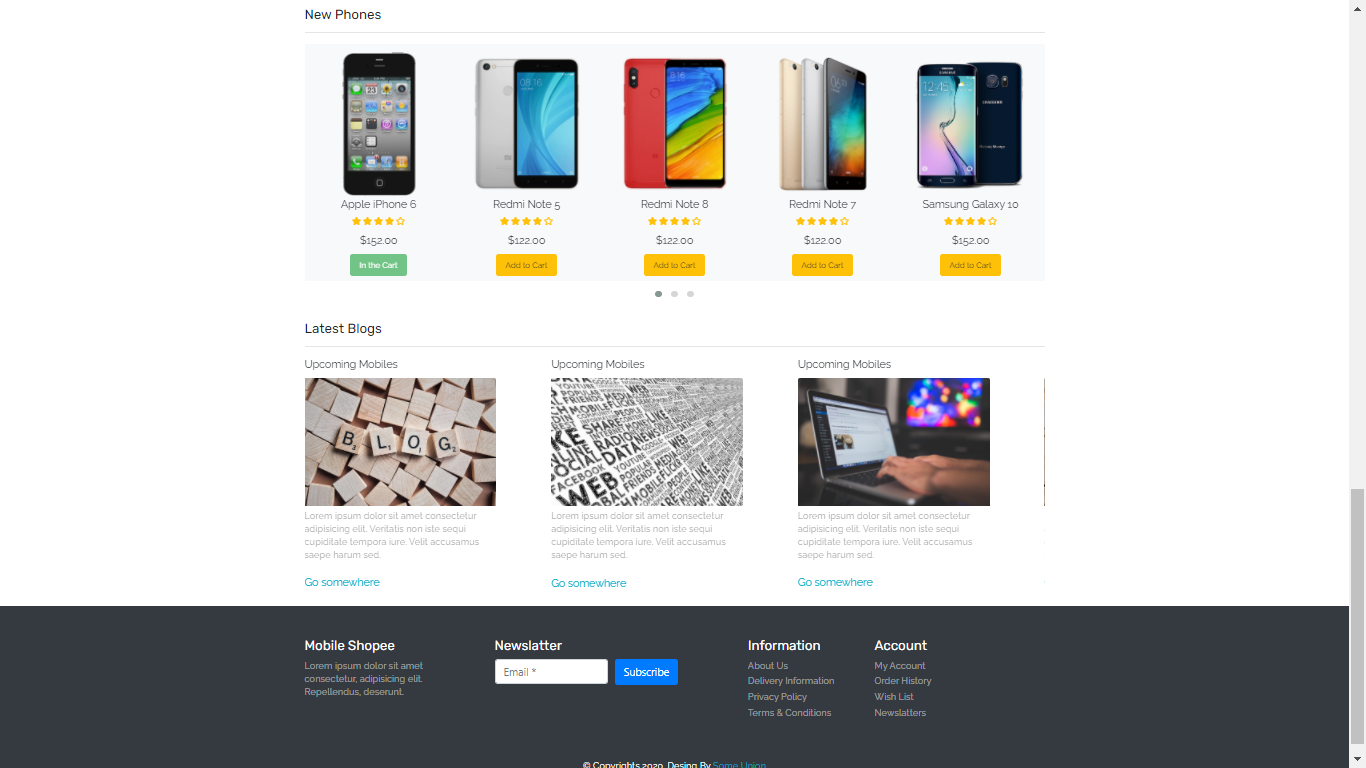 New Phones
Apple iPhone 6
$152.00
In the Cart
Redmi Note 5
$122.00
Add to Cart
Redmi Note 8
$122.00
Add to Cart
Redmi Note 7
$122.00
Add to Cart
Samsung Galaxy 10
$152.00
Add to Cart
Latest Blogs
Upcoming Mobiles
BLOG
Lorem ipsum dolor sit amet consectetur
adipisicing elit. Veritatis non iste sequi
cupiditate tempora iure. Velit accusamus
saepe harum sed.
Go somewhere
Upcoming Mobiles
Lorem ipsum dolor sit amet consectetur
adipisicing elit. Veritatis non iste sequi
cupiditate tempora iure. Velit accusamus
saepe harum sed.
Go somewhere
Upcoming Mobiles
Lorem ipsum dolor sit amet consectetur
adipisicing elit. Veritatis non iste sequi
cupiditate tempora iure. Velit accusamus
saepe harum sed.
Go somewhere
Mobile Shopee
Lorem ipsum dolor sit amet
consectetur, adipisicing elit.
Repellendus, deserunt.
Newslatter
Email *
Subscribe
Information
About Us
Delivery Information
Privacy Policy
Terms & Conditions
Account
My Account
Order History
Wish List
Newslatters
© Copyrights 2020. Desing By Some Union